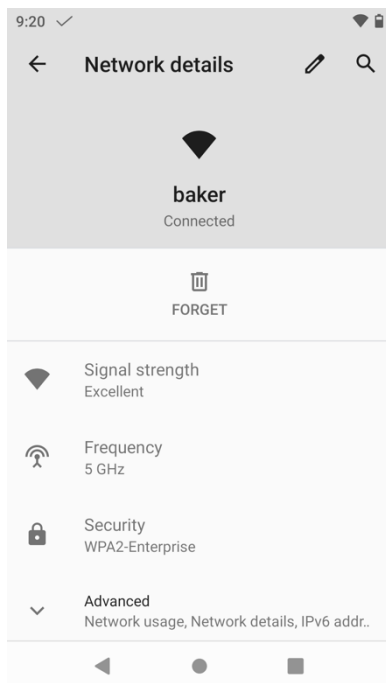 9:20
Network details
baker
Connected
FORGET
Signal strength
Excellent
Frequency
5 GHz
Security
WPA2-Enterprise
Advanced
Network usage, Network details, IPv6 addr..